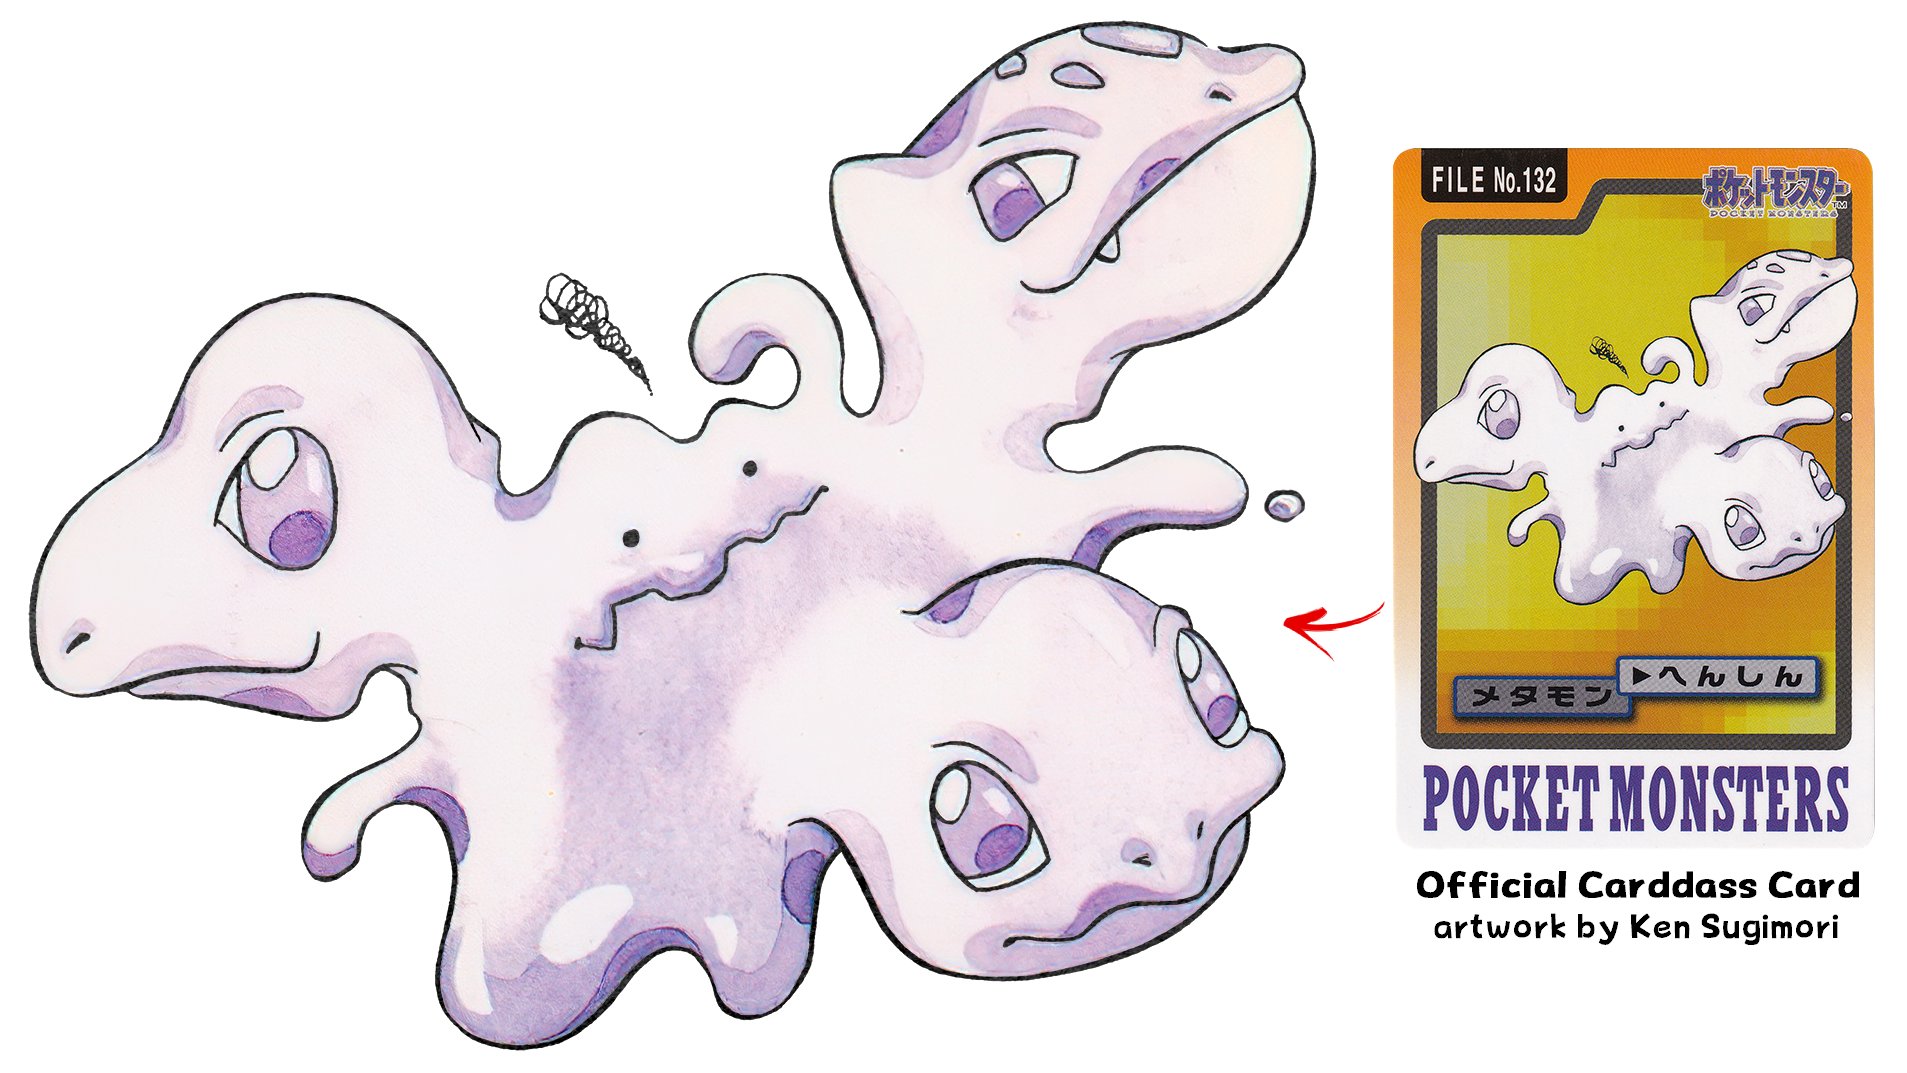 FILE No.132
ポケットモンスター TM
POCKET MONSTERS
メタモン
▶へんしん
POCKET MONSTERS
Official Carddass Card
artwork by Ken Sugimori